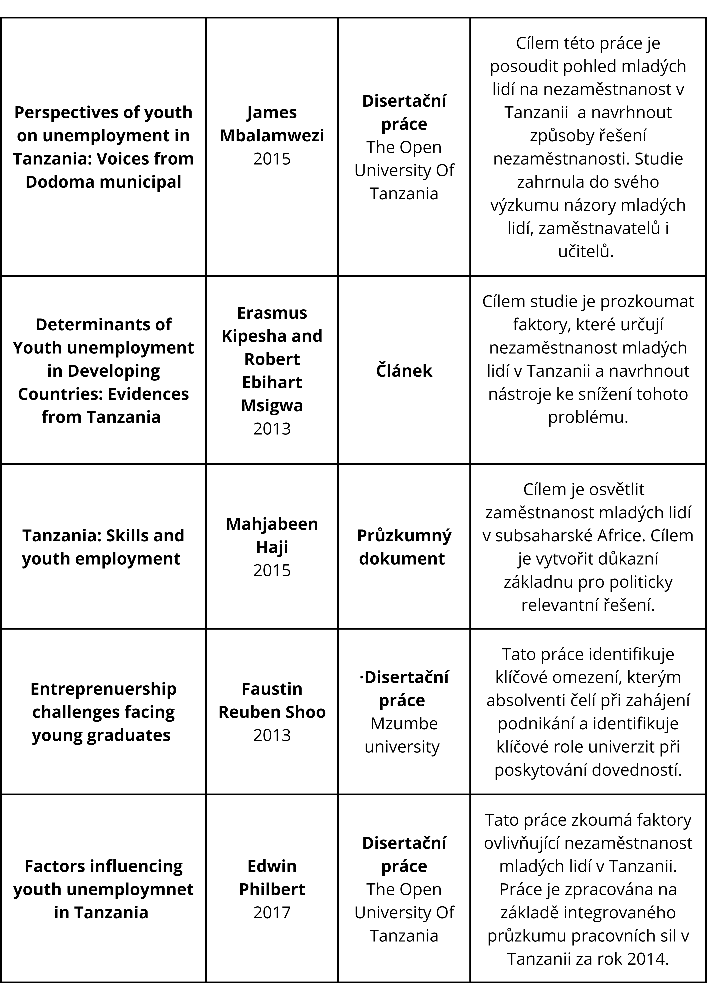 Perspectives of youth
on unemployment in
Tanzania: Voices from
Dodoma municipal
James
Mbalamwezi
2015
Disertační
práce
The Open
University Of
Tanzania
Cílem této práce je
posoudit pohled mladých
lidí na nezaměstnanost v
Tanzanii  a navrhnout
způsoby řešení
nezaměstnanosti. Studie
zahrnula do svého
výzkumu názory mladých
lidí, zaměstnavatelů i
učitelů.
Determinants of
Youth unemployment
in Developing
Countries: Evidences
from Tanzania
Erasmus
Kipesha and
Robert
Ebihart
Msigwa
2013
Článek
Cílem studie je prozkoumat
faktory, které určují
nezaměstnanost mladých
lidí v Tanzanii a navrhnout
nástroje ke snížení tohoto
problému.
Tanzania: Skills and
youth employment
Mahjabeen
Haji
2015
Průzkumný
dokument
Cílem je osvětlit
zaměstnanost mladých lidí
v subsaharské Africe. Cílem
je vytvořit důkazní
základnu pro politicky
relevantní řešení.
Entreprenuership
challenges facing
young graduates
Faustin
Reuben Shoo
2013
·Disertační
práce
Mzumbe
university
Tato práce identifikuje
klíčové omezení, kterým
absolventi čelí při zahájení
podnikání a identifikuje
klíčové role univerzit při
poskytování dovedností.
Factors influencing
youth unemploymnet
in Tanzania
Edwin
Philbert
2017
Disertační
práce
The Open
University Of
Tanzania
Tato práce zkoumá faktory
ovlivňující nezaměstnanost
mladých lidí v Tanzanii.
Práce je zpracována na
základě integrovaného
průzkumu pracovních sil v
Tanzanii za rok 2014.